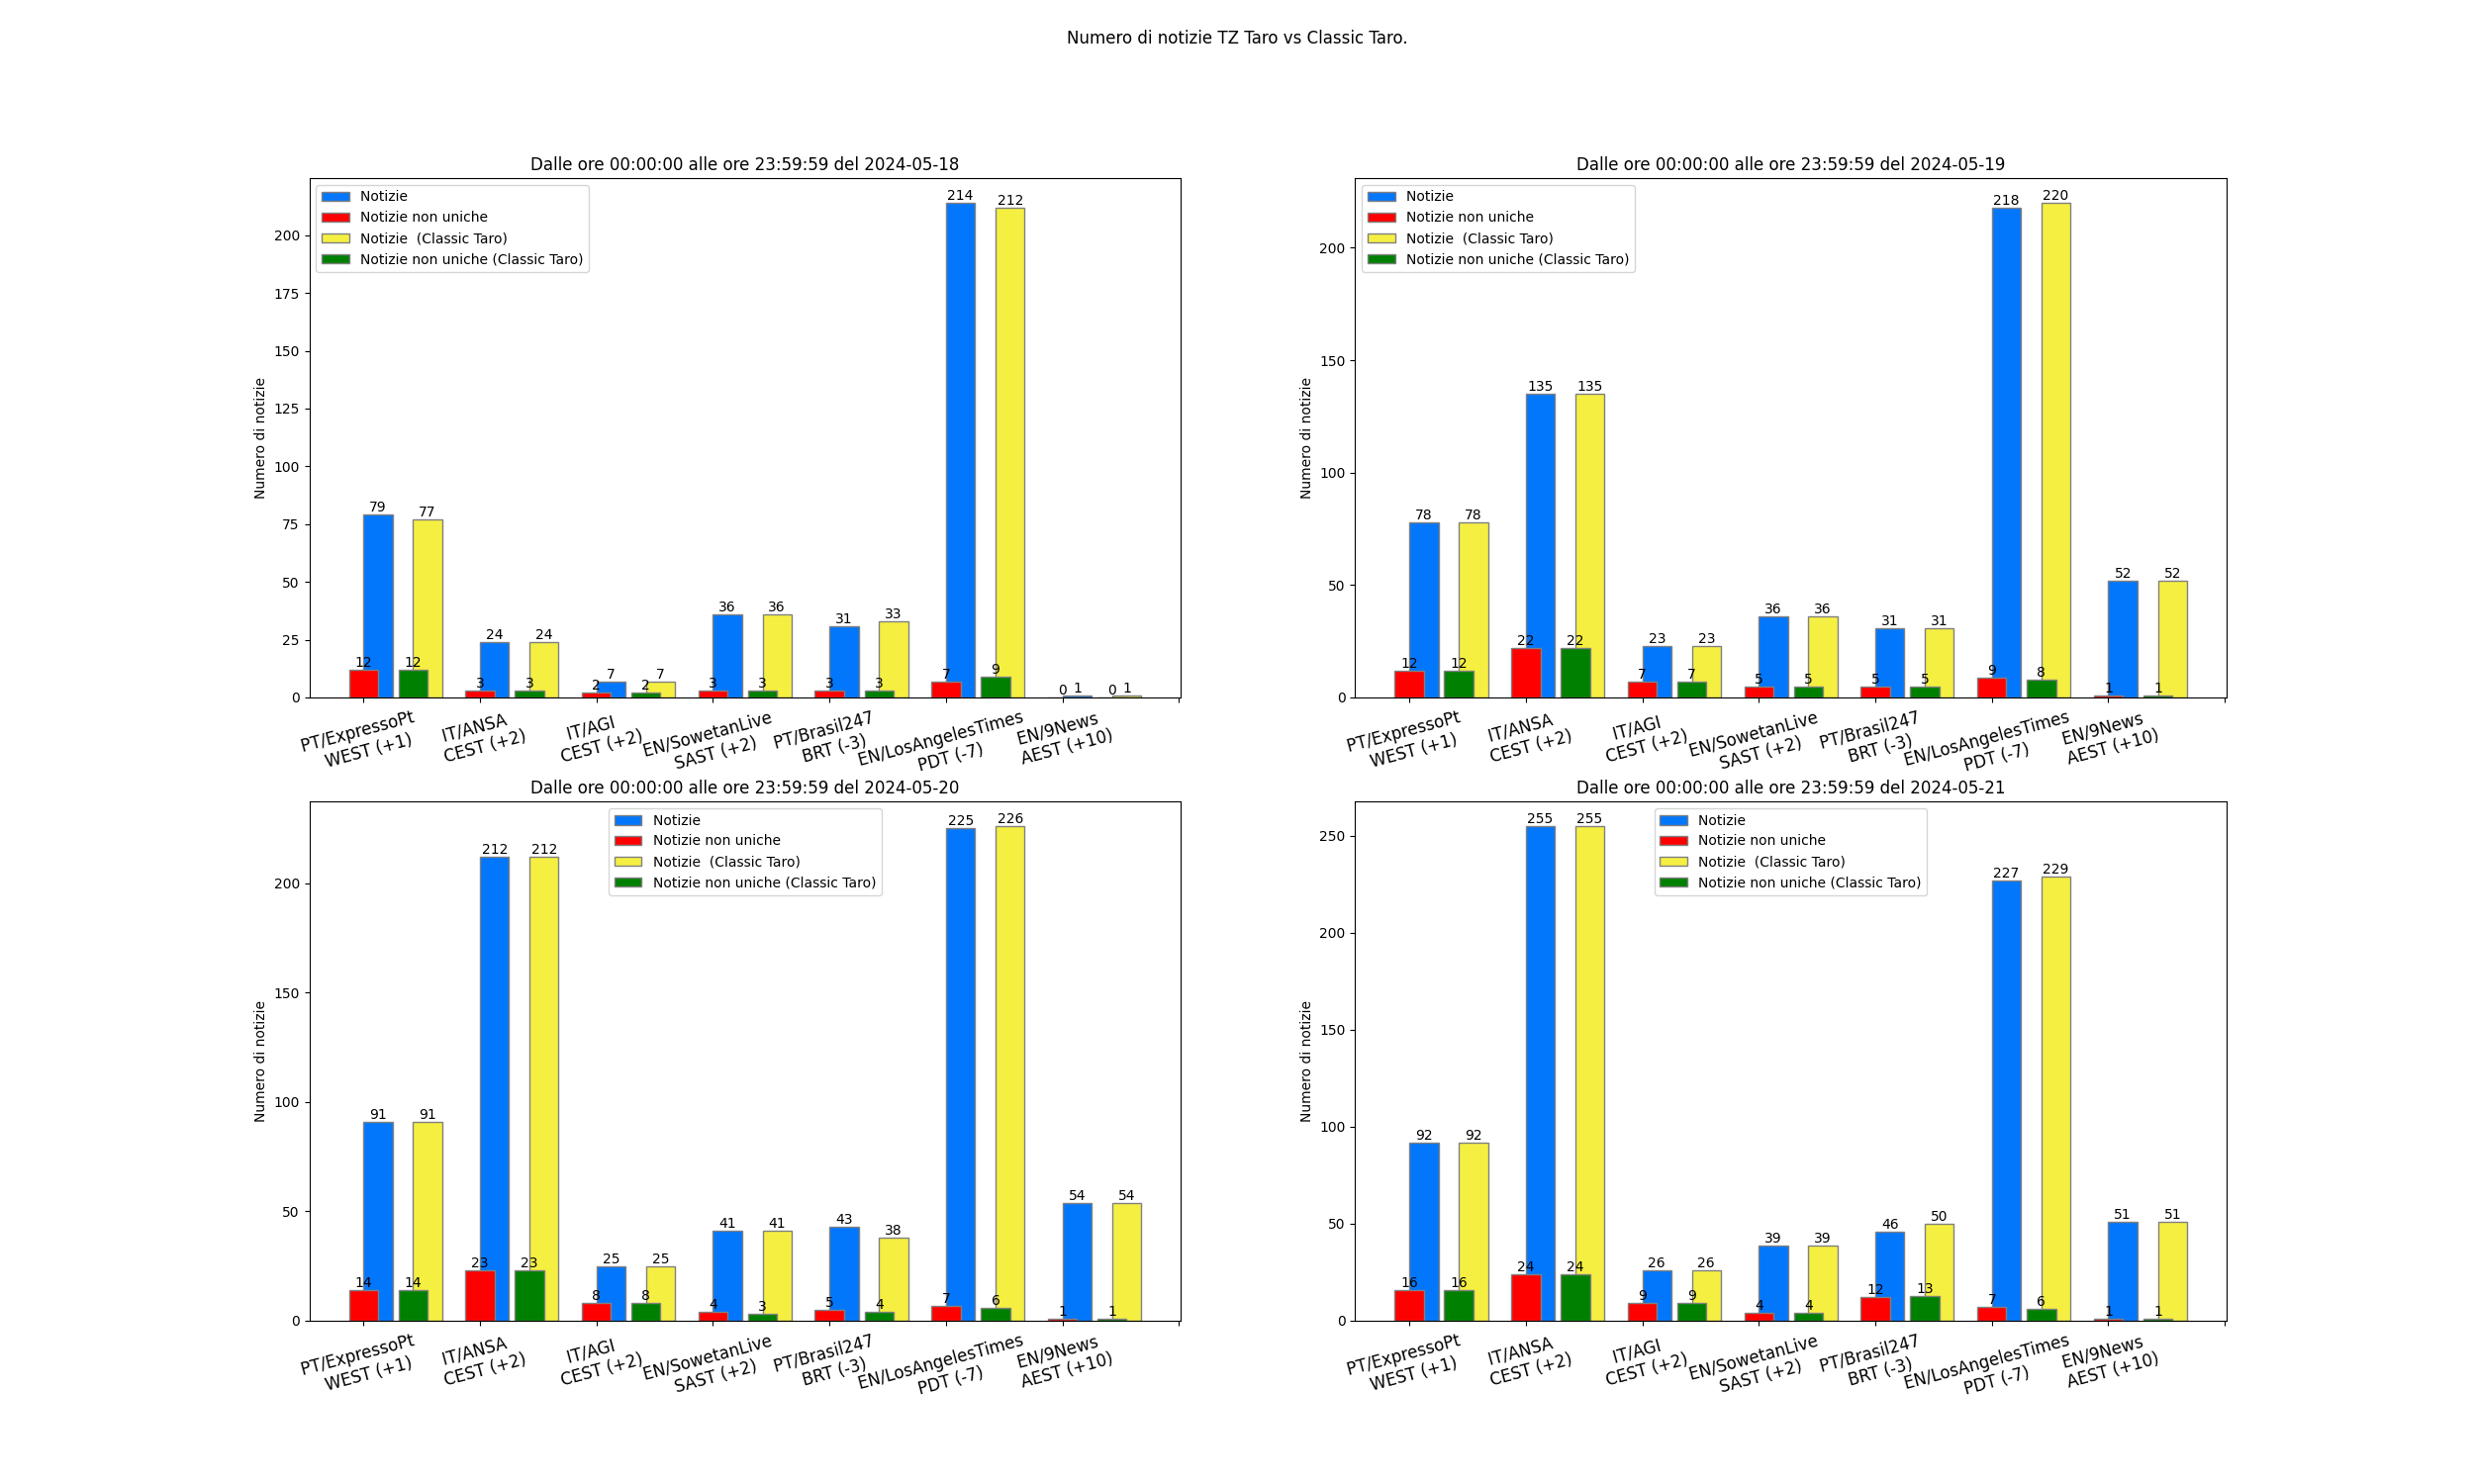 Numero di notizie TZ Taro vs Classic Taro.
Dalle ore 00:00:00 alle ore 23:59:59 del 2024-05-18
Notizie
Notizie non uniche
Notizie  (Classic Taro)
Notizie non uniche (Classic Taro)
Numero di notizie
200
175
150
125
100
75
50
25
0
79 77 24 24 7 7 36 36 31 33 214 212 1 1
12 12 3 3 2 2 3 3 3 3 7 9 0 0
PT/ExpressoPt
WEST (+1)
IT/ANSA
CEST (+2)
IT/AGI
CEST (+2)
EN/SowetanLive
SAST (+2)
PT/Brasil247
BRT (-3)
EN/LosAngelesTimes
PDT (-7)
EN/9News
AEST (+10)
Dalle ore 00:00:00 alle ore 23:59:59 del 2024-05-19
Notizie
Notizie non uniche
Notizie  (Classic Taro)
Notizie non uniche (Classic Taro)
Numero di notizie
200
150
100
50
0
78 78 135 135 23 23 36 36 31 31 218 220 52 52
12 12 22 22 7 7 5 5 5 5 9 8 1 1
PT/ExpressoPt
WEST (+1)
IT/ANSA
CEST (+2)
IT/AGI
CEST (+2)
EN/SowetanLive
SAST (+2)
PT/Brasil247
BRT (-3)
EN/LosAngelesTimes
PDT (-7)
EN/9News
AEST (+10)
Dalle ore 00:00:00 alle ore 23:59:59 del 2024-05-20
Notizie
Notizie non uniche
Notizie  (Classic Taro)
Notizie non uniche (Classic Taro)
Numero di notizie
200
150
100
50
0
91 91 212 212 25 25 41 41 43 38 225 226 54 54
14 14 23 23 8 8 4 3 5 4 7 6 1 1
PT/ExpressoPt
WEST (+1)
IT/ANSA
CEST (+2)
IT/AGI
CEST (+2)
EN/SowetanLive
SAST (+2)
PT/Brasil247
BRT (-3)
EN/LosAngelesTimes
PDT (-7)
EN/9News
AEST (+10)
Dalle ore 00:00:00 alle ore 23:59:59 del 2024-05-21
Notizie
Notizie non uniche
Notizie  (Classic Taro)
Notizie non uniche (Classic Taro)
Numero di notizie
250
200
150
100
50
0
92 92 255 255 26 26 39 39 46 50 227 229 51 51
16 16 24 24 9 9 4 4 12 13 7 6 1 1
PT/ExpressoPt
WEST (+1)
IT/ANSA
CEST (+2)
IT/AGI
CEST (+2)
EN/SowetanLive
SAST (+2)
PT/Brasil247
BRT (-3)
EN/LosAngelesTimes
PDT (-7)
EN/9News
AEST (+10)